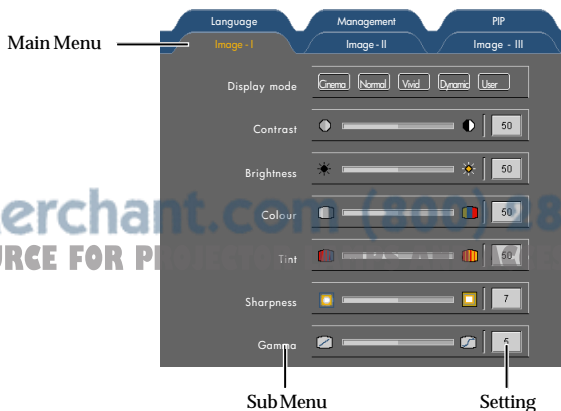 Language Management PIP
Main Menu
Image - I Image - II Image - III
Display mode Cinema Normal Vivid Dynamic User
Contrast 50
Brightness 50
erchant.com (800) 28
Colour 50
URCE FOR
Tint 50
Sharpness 7
Gamma 6
Sub Menu Setting